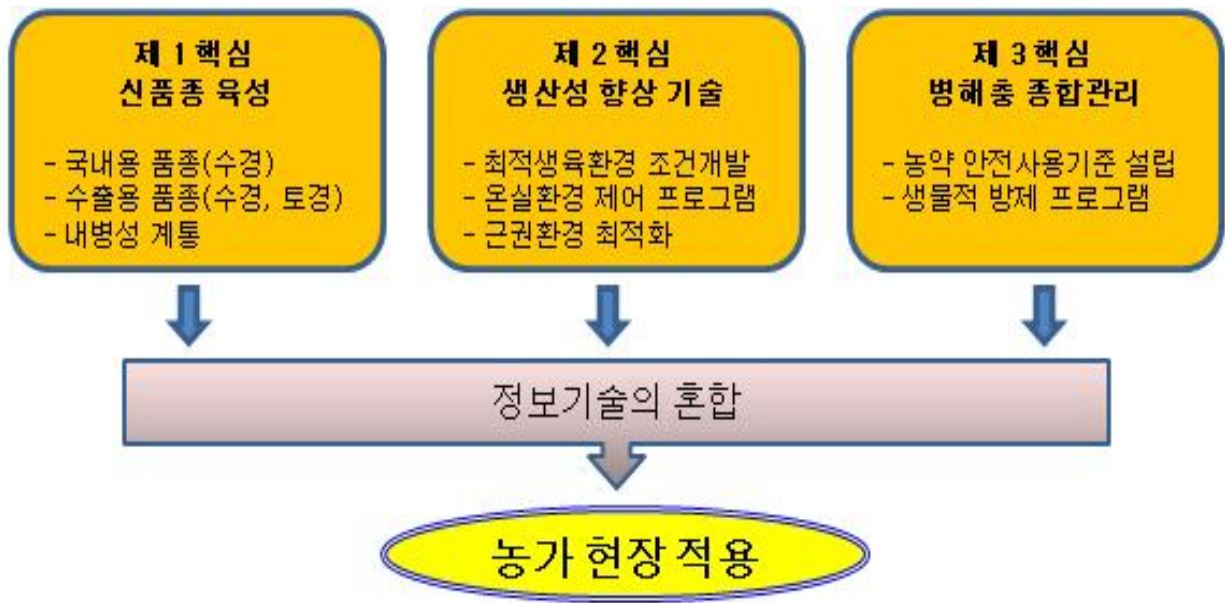 제 1 핵심
신품종 육성
- 국내용 품종(수경)
- 수출용 품종(수경, 토경)
- 내병성 계통
제 2 핵심
생산성 향상 기술
- 최적생육환경 조건개발
- 온실환경 제어 프로그램
- 근권환경 최적화
제 3 핵심
병해충 종합관리
- 농약 안전사용기준 설립
- 생물적 방제 프로그램
정보기술의 혼합
농가 현장 적용